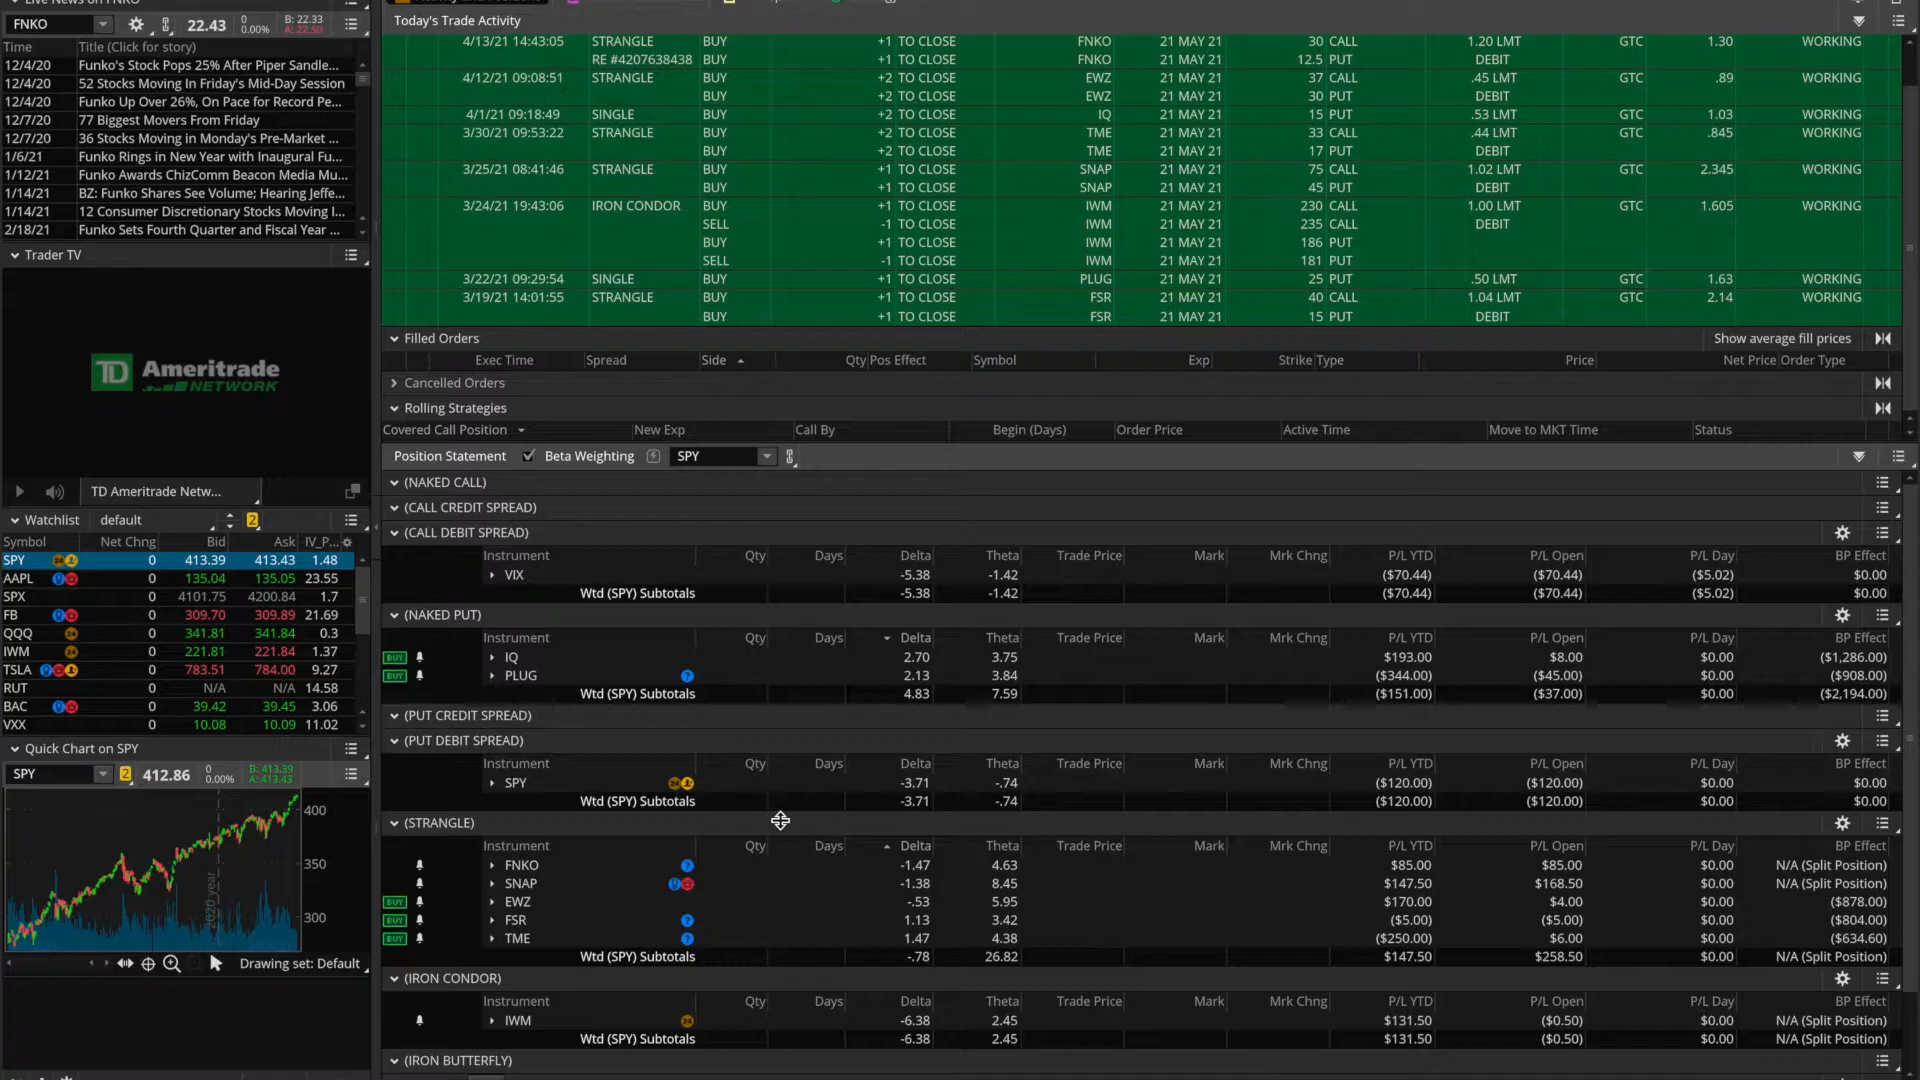 Live News on FNKO
FNKO 22.43 0 0.00% B: 22.33 A: 22.50
Time Title (Click for story)
12/4/20 Funko's Stock Pops 25% After Piper Sandle...
12/4/20 52 Stocks Moving In Friday's Mid-Day Session
12/4/20 Funko Up Over 26%, On Pace for Record Pe...
12/7/20 77 Biggest Movers From Friday
12/7/20 36 Stocks Moving in Monday's Pre-Market ...
1/6/21 Funko Rings in New Year with Inaugural Fu...
1/12/21 Funko Awards ChizComm Beacon Media Mu...
1/14/21 BZ: Funko Shares See Volume; Hearing Jeffe...
1/14/21 12 Consumer Discretionary Stocks Moving I...
2/18/21 Funko Sets Fourth Quarter and Fiscal Year ...
Trader TV
TD Ameritrade NETWORK
TD Ameritrade Netw...
Watchlist default 2
Symbol Net Chng Bid Ask IV_P...
SPY 0 413.39 413.43 1.48
AAPL 0 135.04 135.05 23.55
SPX 0 4101.75 4200.84 1.7
FB 0 309.70 309.89 21.69
QQQ 0 341.81 341.84 0.3
IWM 0 221.81 221.84 1.37
TSLA 0 783.51 784.00 9.27
RUT 0 N/A N/A 14.58
BAC 0 39.42 39.45 3.06
VXX 0 10.08 10.09 11.02
Quick Chart on SPY
SPY 2 412.86 0 0.00% B: 413.39 A: 413.43
400
350
300
2020 year
Drawing set: Default
Today's Trade Activity
4/13/21 14:43:05 STRANGLE BUY +1 TO CLOSE FNKO 21 MAY 21 30 CALL 1.20 LMT GTC 1.30 WORKING
RE #4207638438 BUY +1 TO CLOSE FNKO 21 MAY 21 12.5 PUT DEBIT
4/12/21 09:08:51 STRANGLE BUY +2 TO CLOSE EWZ 21 MAY 21 37 CALL .45 LMT GTC .89 WORKING
BUY +2 TO CLOSE EWZ 21 MAY 21 30 PUT DEBIT
4/1/21 09:18:49 SINGLE BUY +2 TO CLOSE IQ 21 MAY 21 15 PUT .53 LMT GTC 1.03 WORKING
3/30/21 09:53:22 STRANGLE BUY +2 TO CLOSE TME 21 MAY 21 33 CALL .44 LMT GTC .845 WORKING
BUY +2 TO CLOSE TME 21 MAY 21 17 PUT DEBIT
3/25/21 08:41:46 STRANGLE BUY +1 TO CLOSE SNAP 21 MAY 21 75 CALL 1.02 LMT GTC 2.345 WORKING
BUY +1 TO CLOSE SNAP 21 MAY 21 45 PUT DEBIT
3/24/21 19:43:06 IRON CONDOR BUY +1 TO CLOSE IWM 21 MAY 21 230 CALL 1.00 LMT GTC 1.605 WORKING
SELL -1 TO CLOSE IWM 21 MAY 21 235 CALL DEBIT
BUY +1 TO CLOSE IWM 21 MAY 21 186 PUT
SELL -1 TO CLOSE IWM 21 MAY 21 181 PUT
3/22/21 09:29:54 SINGLE BUY +1 TO CLOSE PLUG 21 MAY 21 25 PUT .50 LMT GTC 1.63 WORKING
3/19/21 14:01:55 STRANGLE BUY +1 TO CLOSE FSR 21 MAY 21 40 CALL 1.04 LMT GTC 2.14 WORKING
BUY +1 TO CLOSE FSR 21 MAY 21 15 PUT DEBIT
Filled Orders Show average fill prices
Exec Time Spread Side Qty Pos Effect Symbol Exp Strike Type Price Net Price Order Type
Cancelled Orders
Rolling Strategies
Covered Call Position New Exp Call By Begin (Days) Order Price Active Time Move to MKT Time Status
Position Statement Beta Weighting SPY
(NAKED CALL)
(CALL CREDIT SPREAD)
(CALL DEBIT SPREAD)
Instrument Qty Days Delta Theta Trade Price Mark Mrk Chng P/L YTD P/L Open P/L Day BP Effect
VIX -5.38 -1.42 ($70.44) ($70.44) ($5.02) $0.00
Wtd (SPY) Subtotals -5.38 -1.42 ($70.44) ($70.44) ($5.02) $0.00
(NAKED PUT)
Instrument Qty Days Delta Theta Trade Price Mark Mrk Chng P/L YTD P/L Open P/L Day BP Effect
BUY IQ 2.70 3.75 $193.00 $8.00 $0.00 ($1,286.00)
BUY PLUG 2.13 3.84 ($344.00) ($45.00) $0.00 ($908.00)
Wtd (SPY) Subtotals 4.83 7.59 ($151.00) ($37.00) $0.00 ($2,194.00)
(PUT CREDIT SPREAD)
(PUT DEBIT SPREAD)
Instrument Qty Days Delta Theta Trade Price Mark Mrk Chng P/L YTD P/L Open P/L Day BP Effect
SPY -3.71 -.74 ($120.00) ($120.00) $0.00 $0.00
Wtd (SPY) Subtotals -3.71 -.74 ($120.00) ($120.00) $0.00 $0.00
(STRANGLE)
Instrument Qty Days Delta Theta Trade Price Mark Mrk Chng P/L YTD P/L Open P/L Day BP Effect
FNKO -1.47 4.63 $85.00 $85.00 $0.00 N/A (Split Position)
SNAP -1.38 8.45 $147.50 $168.50 $0.00 N/A (Split Position)
BUY EWZ -.53 5.95 $170.00 $4.00 $0.00 ($878.00)
BUY FSR 1.13 3.42 ($5.00) ($5.00) $0.00 ($804.00)
BUY TME 1.47 4.38 ($250.00) $6.00 $0.00 ($634.60)
Wtd (SPY) Subtotals -.78 26.82 $147.50 $258.50 $0.00 N/A (Split Position)
(IRON CONDOR)
Instrument Qty Days Delta Theta Trade Price Mark Mrk Chng P/L YTD P/L Open P/L Day BP Effect
IWM -6.38 2.45 $131.50 ($0.50) $0.00 N/A (Split Position)
Wtd (SPY) Subtotals -6.38 2.45 $131.50 ($0.50) $0.00 N/A (Split Position)
(IRON BUTTERFLY)